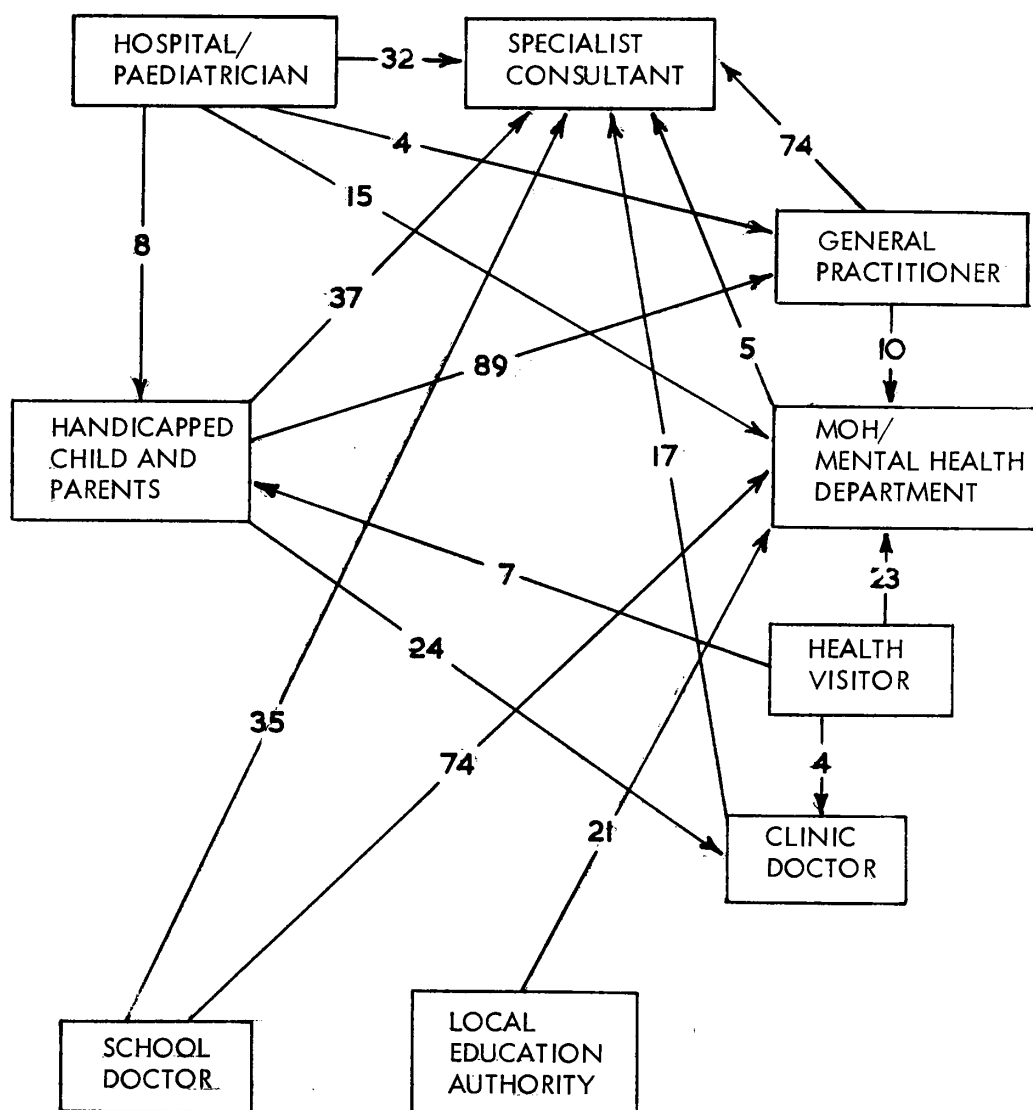 HOSPITAL/
PAEDIATRICIAN
32
SPECIALIST
CONSULTANT
4
74
15
8
GENERAL
PRACTITIONER
37
89
5
10
HANDICAPPED
CHILD AND
PARENTS
17
MOH/
MENTAL HEALTH
DEPARTMENT
7
23
24
HEALTH
VISITOR
35
74
4
21
CLINIC
DOCTOR
SCHOOL
DOCTOR
LOCAL
EDUCATION
AUTHORITY